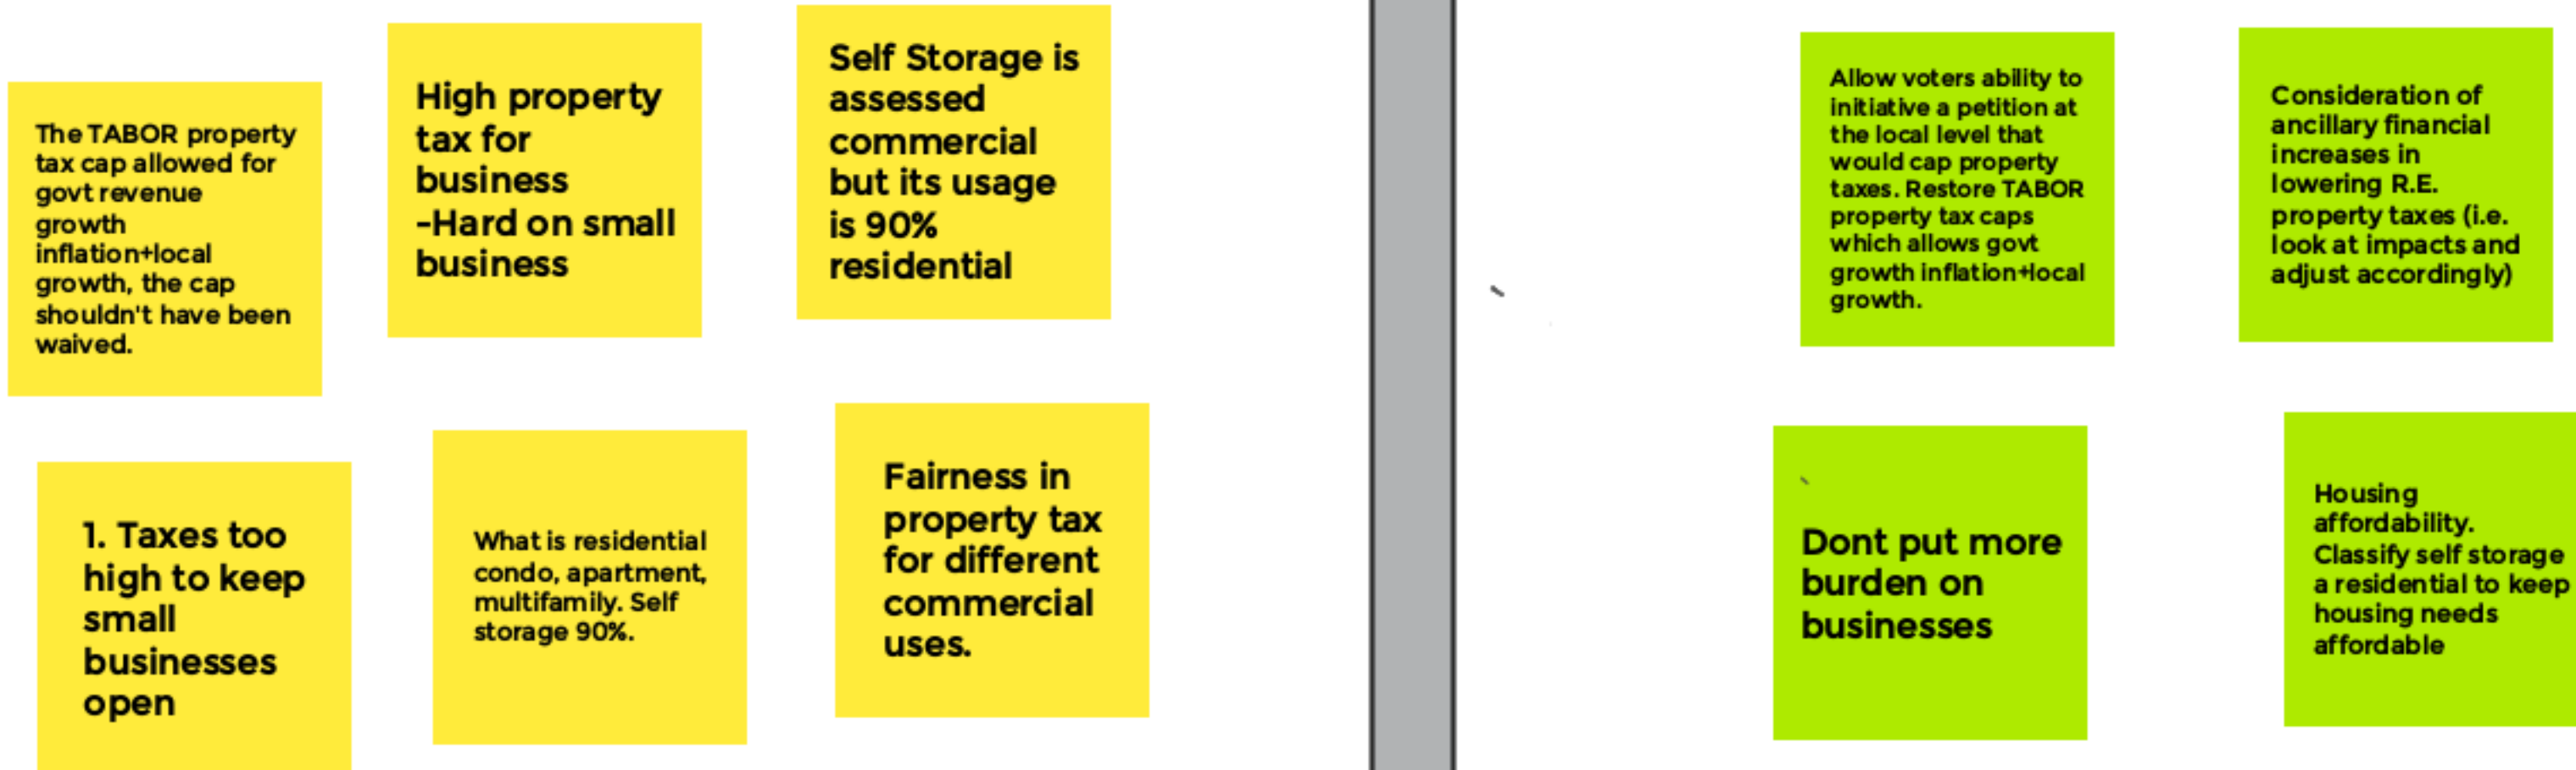 The TABOR property
tax cap allowed for
govt revenue
growth
inflation+local
growth, the cap
shouldn't have been
waived.
High property
tax for
business
-Hard on small
business
Self Storage is
assessed
commercial
but its usage
is 90%
residential
1. Taxes too
high to keep
small
businesses
open
What is residential
condo, apartment,
multifamily. Self
storage 90%.
Fairness in
property tax
for different
commercial
uses.
Allow voters ability to
initiative a petition at
the local level that
would cap property
taxes. Restore TABOR
property tax caps
which allows govt
growth inflation+local
growth.
Consideration of
ancillary financial
increases in
lowering R.E.
property taxes (i.e.
look at impacts and
adjust accordingly)
Dont put more
burden on
businesses
Housing
affordability.
Classify self storage
a residential to keep
housing needs
affordable